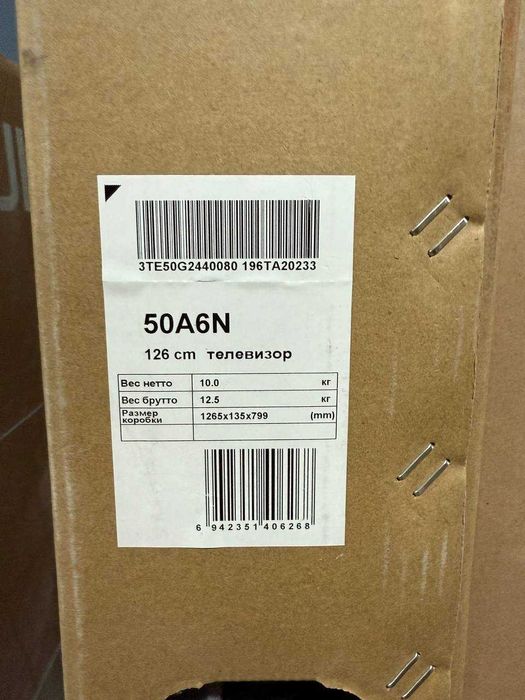 3TE50G2440080 196TA20233
50A6N
126 cm телевизор
Вес нетто 10.0 кг
Вес брутто 12.5 кг
Размер коробки 1265x135x799 (mm)
6 942351 406268